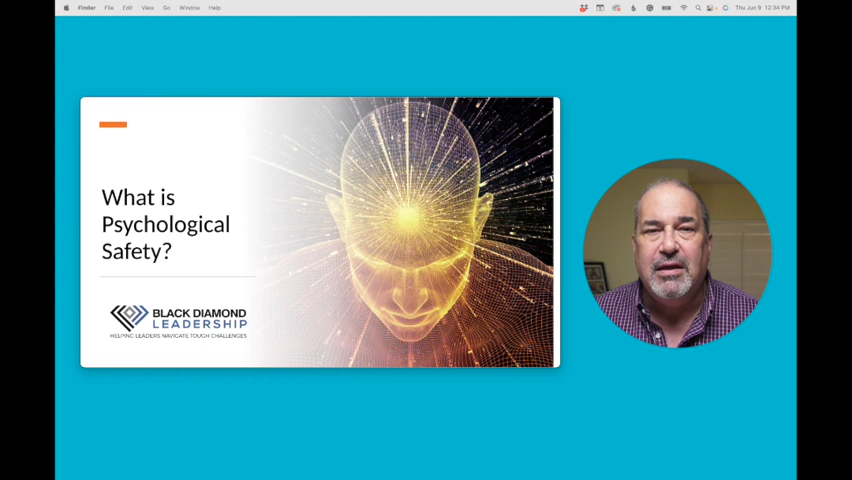 Finder File Edit View Go Window Help Thu Jun 9 12:34 PM
What is
Psychological
Safety?
BLACK DIAMOND
LEADERSHIP
HELPING LEADERS NAVIGATE TOUGH CHALLENGES